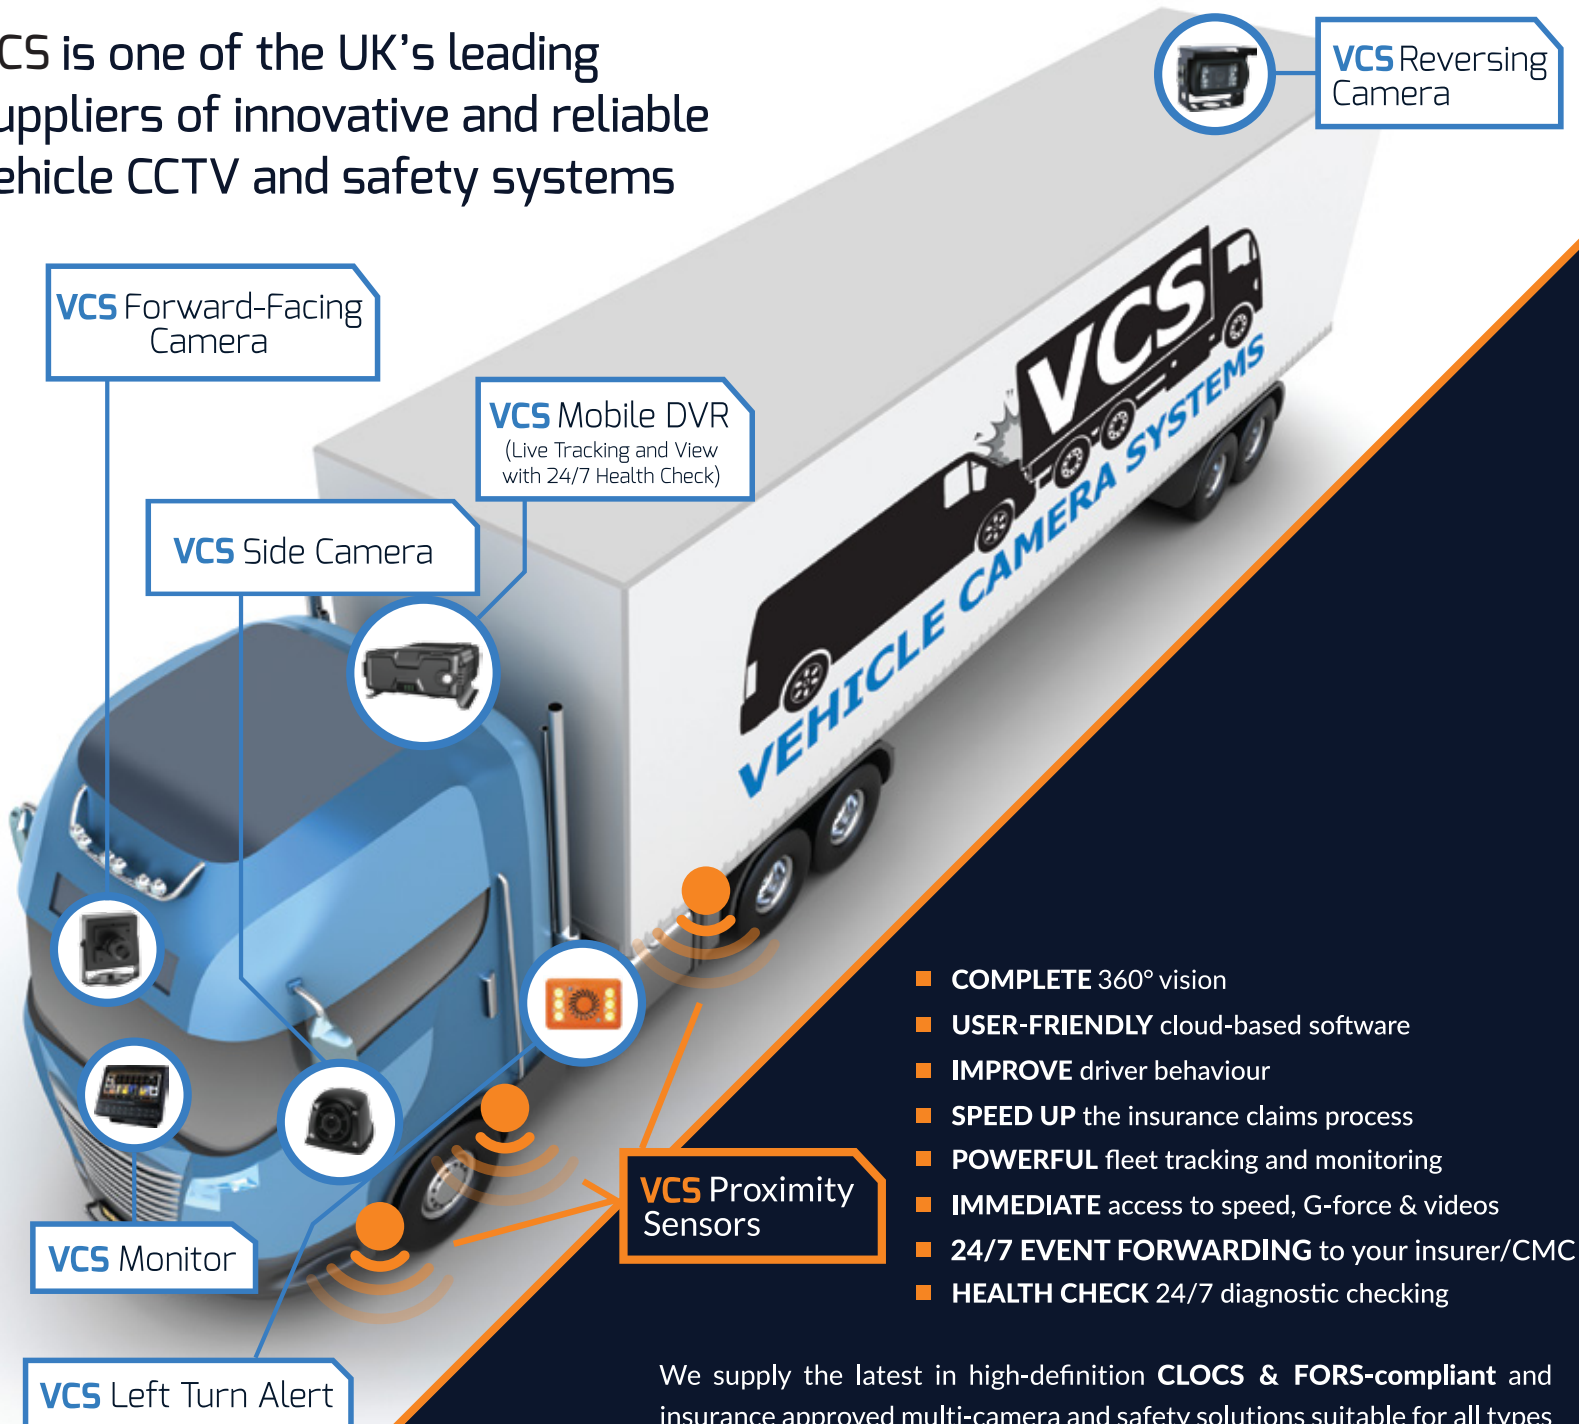 CS is one of the UK's leading
uppliers of innovative and reliable
ehicle CCTV and safety systems
VCS Reversing
Camera
VCS Forward-Facing
Camera
VCS Mobile DVR
(Live Tracking and View
with 24/7 Health Check)
VCS Side Camera
VCS
VEHICLE CAMERA SYSTEMS
VCS Proximity
Sensors
VCS Monitor
VCS Left Turn Alert
COMPLETE 360° vision
USER-FRIENDLY cloud-based software
IMPROVE driver behaviour
SPEED UP the insurance claims process
POWERFUL fleet tracking and monitoring
IMMEDIATE access to speed, G-force & videos
24/7 EVENT FORWARDING to your insurer/CMC
HEALTH CHECK 24/7 diagnostic checking
We supply the latest in high-definition CLOCS & FORS-compliant and
insurance approved multi-camera and safety solutions suitable for all types